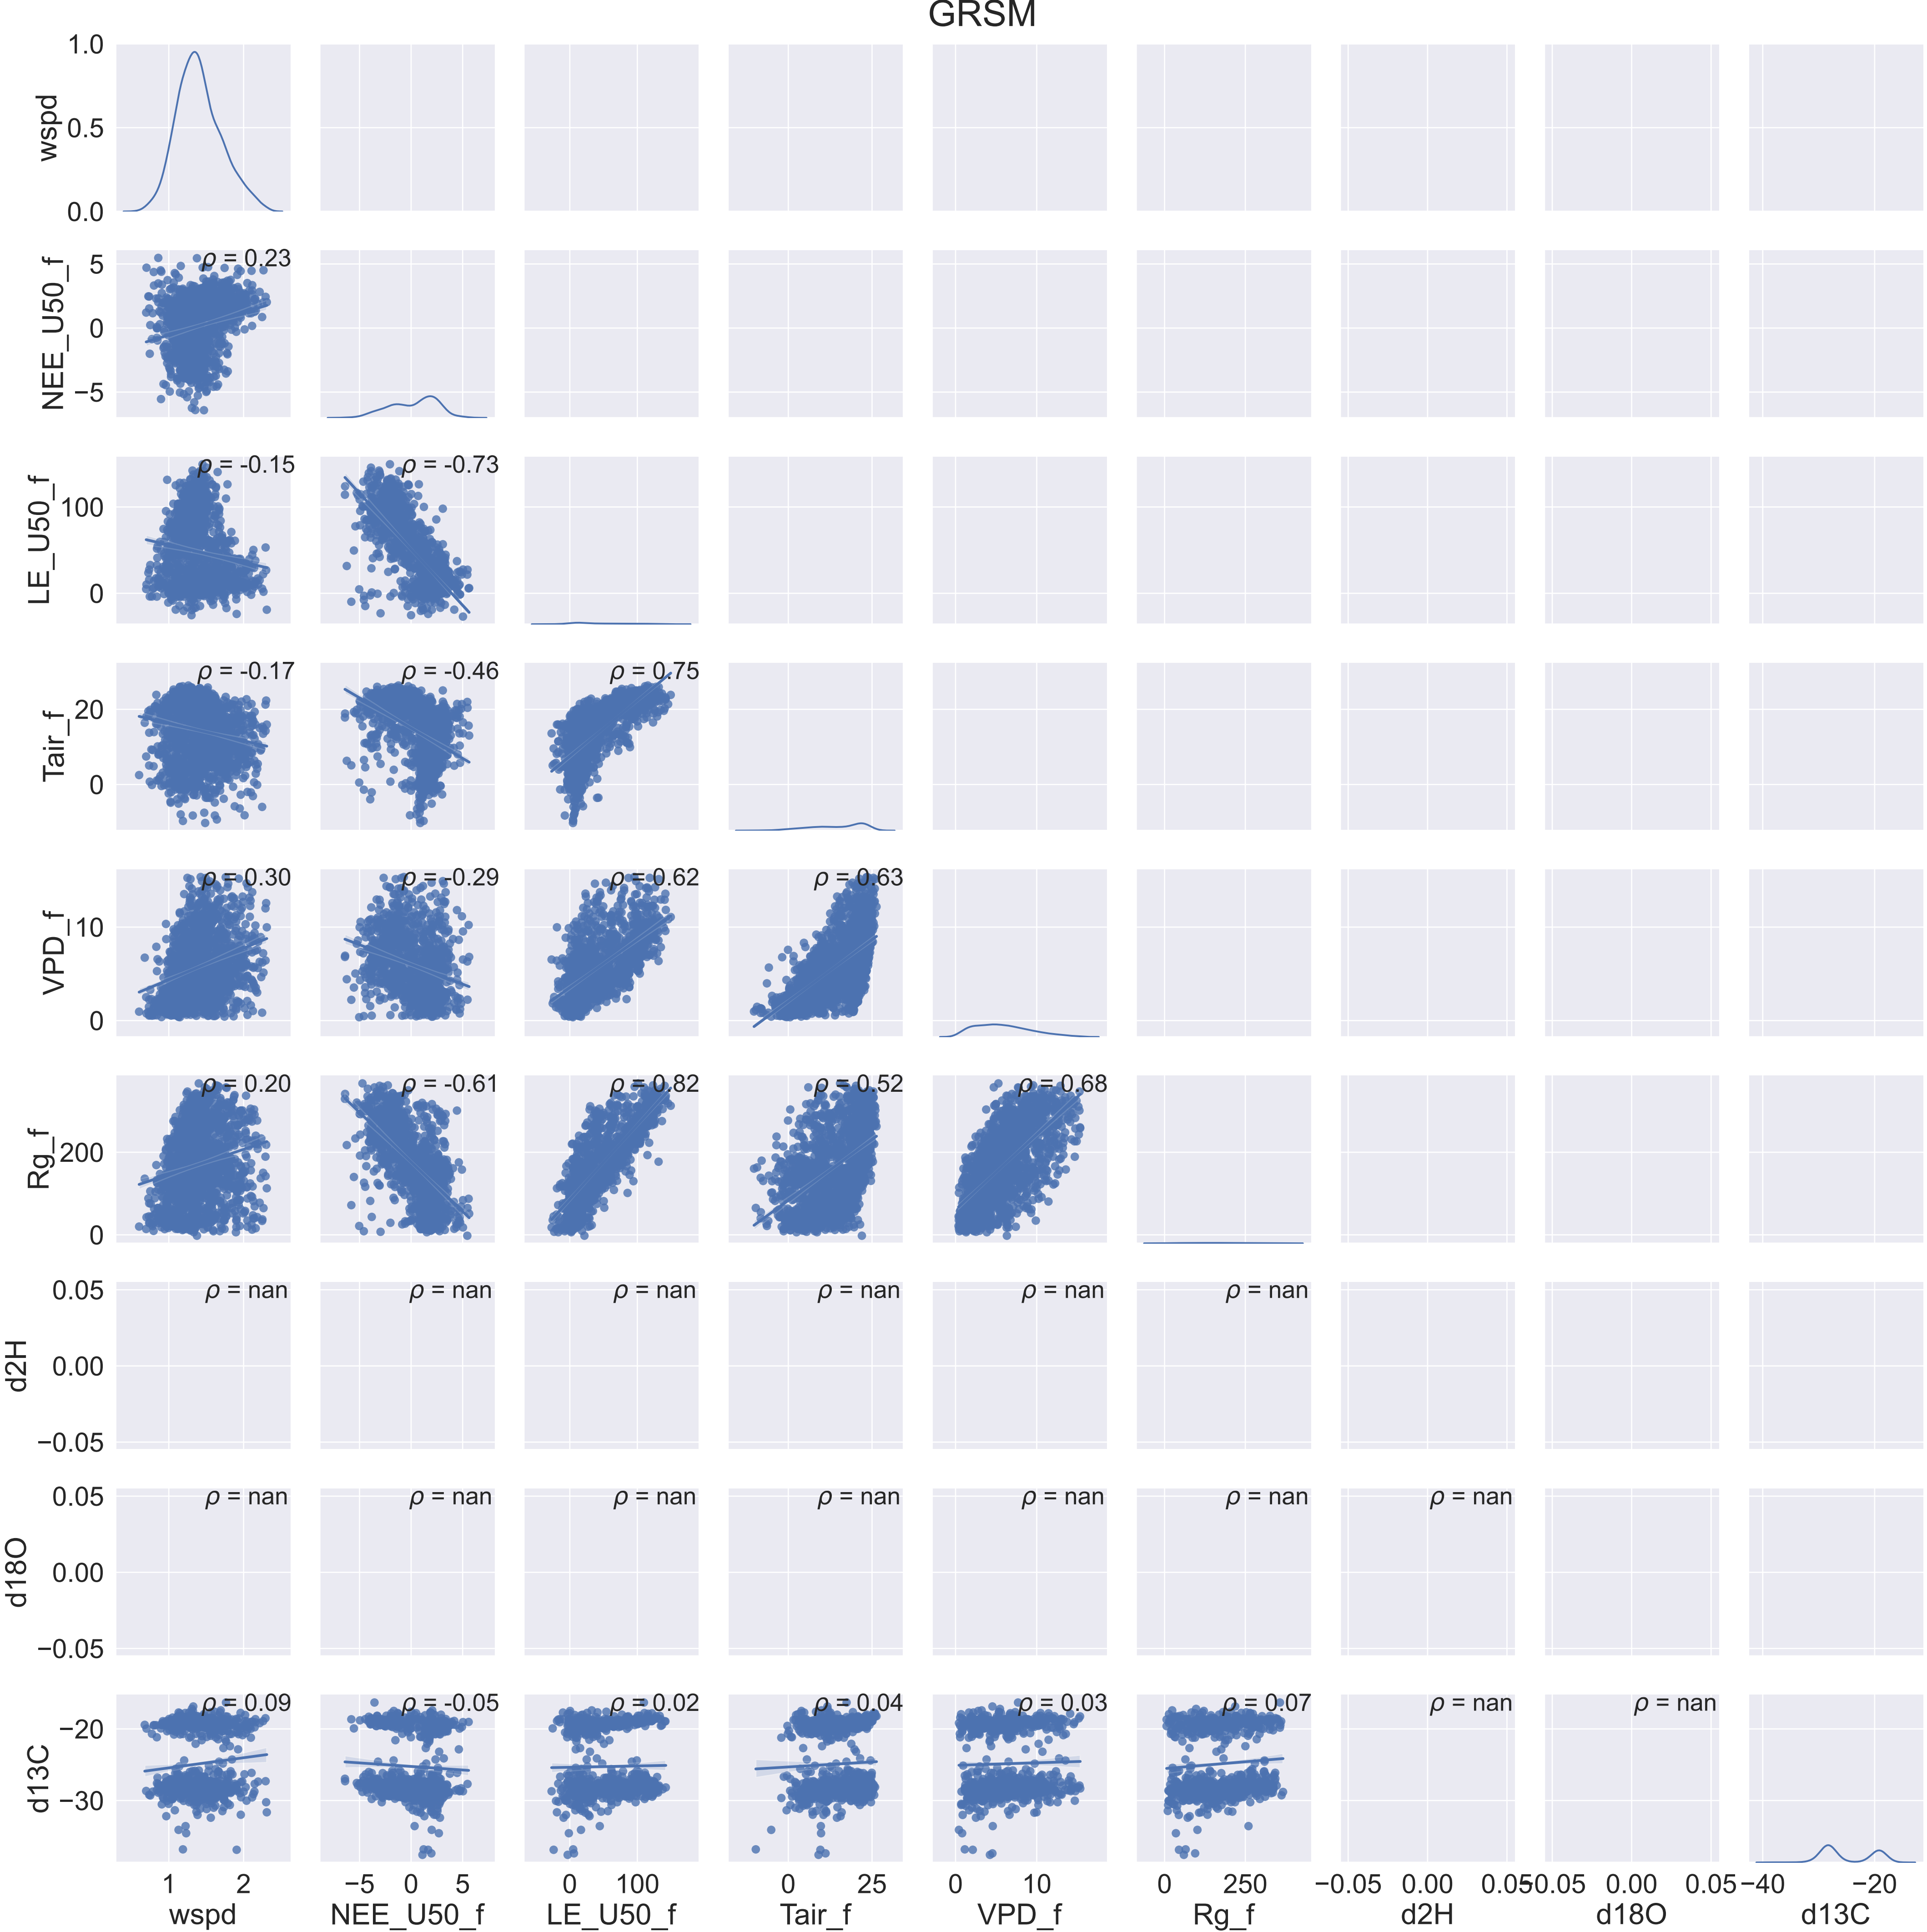 GRSM
1.0
wspd
0.5
0.0
ρ = 0.23
5
NEE_U50_f
0
−5
ρ = -0.15 ρ = -0.73
LE_U50_f
100
0
ρ = -0.17 ρ = -0.46 ρ = 0.75
Tair_f
20
0
ρ = 0.30 ρ = -0.29 ρ = 0.62 ρ = 0.63
VPD_f
10
0
ρ = 0.20 ρ = -0.61 ρ = 0.82 ρ = 0.52 ρ = 0.68
Rg_f
200
0
0.05 ρ = nan ρ = nan ρ = nan ρ = nan ρ = nan ρ = nan
d2H
0.00
−0.05
0.05 ρ = nan ρ = nan ρ = nan ρ = nan ρ = nan ρ = nan ρ = nan
d18O
0.00
−0.05
ρ = 0.09 ρ = -0.05 ρ = 0.02 ρ = 0.04 ρ = 0.03 ρ = 0.07 ρ = nan ρ = nan
−20
d13C
−30
1 2 −5 0 5 0 100 0 25 0 10 0 250 −0.05 0.00 0.05 −0.05 0.00 0.05 −40 −20
wspd NEE_U50_f LE_U50_f Tair_f VPD_f Rg_f d2H d18O d13C